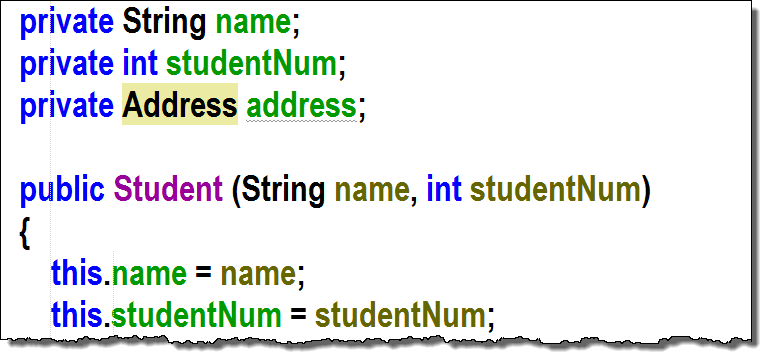 private String name;
private int studentNum;
private Address address;
public Student (String name, int studentNum)
{
this.name = name;
this.studentNum = studentNum;